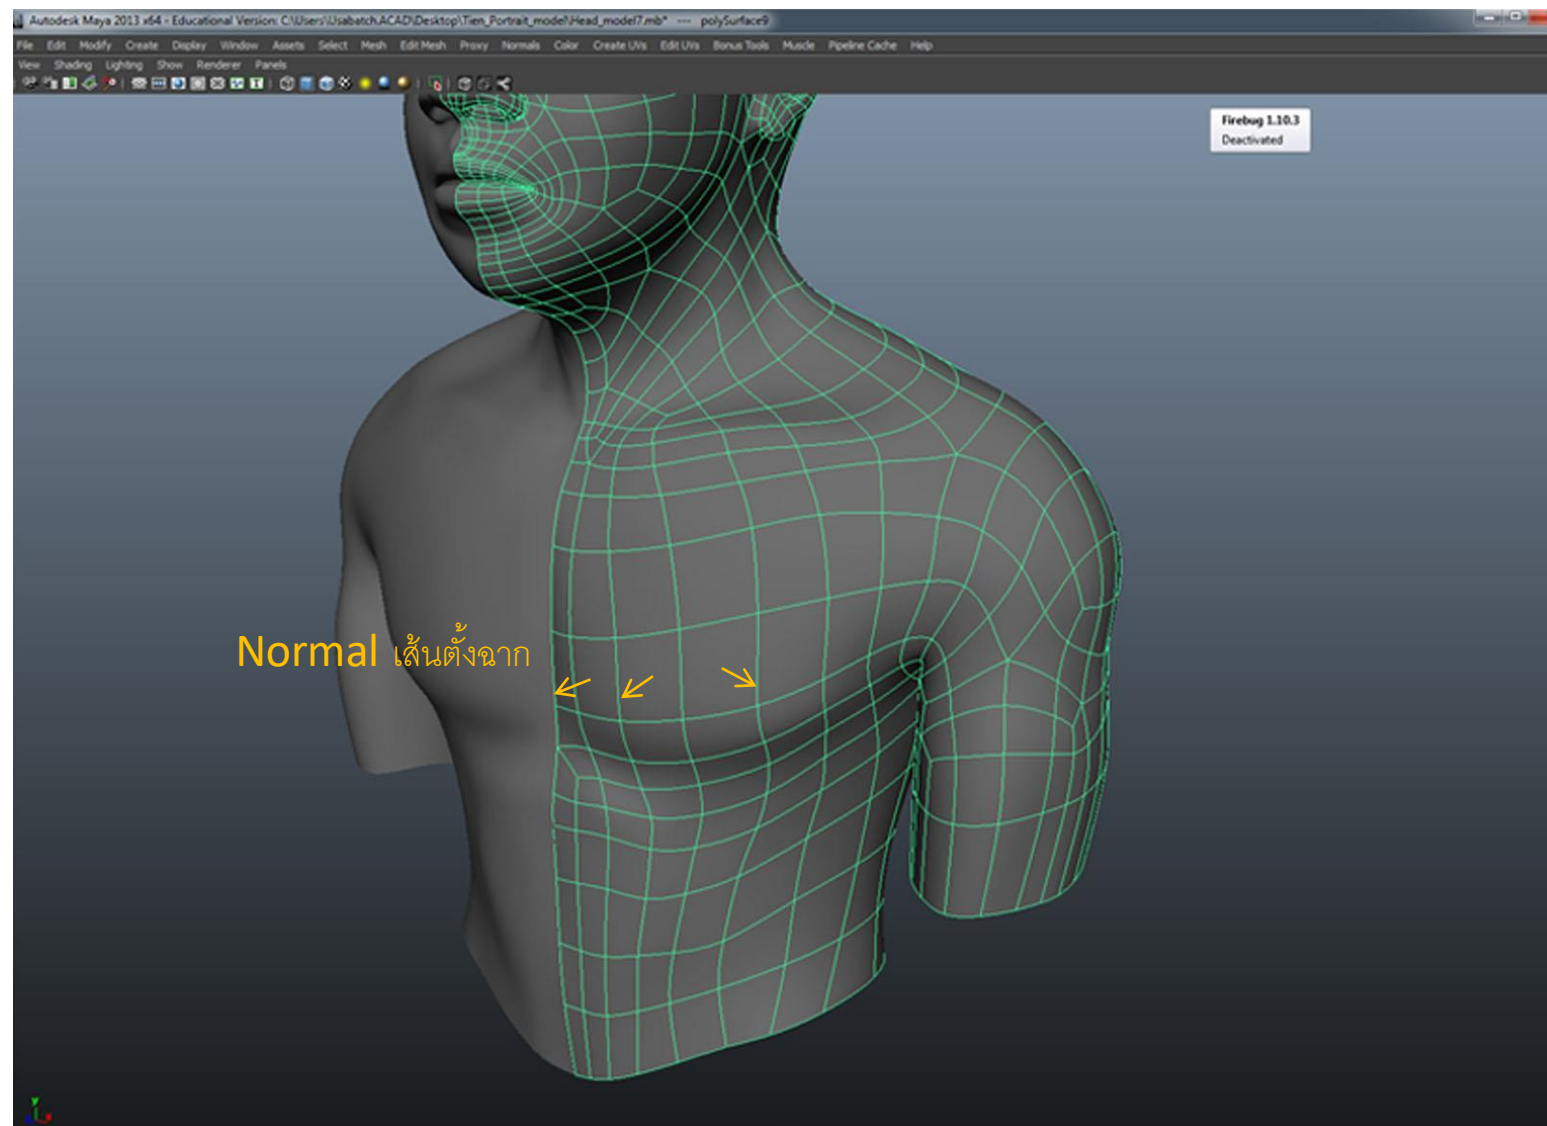 Autodesk Maya 2013 x64 - Educational Version: C:\Users\Usabatch.ACAD\Desktop\Tien_Portrait_model\Head_model7.mb* --- polySurface9
File Edit Modify Create Display Window Assets Select Mesh Edit Mesh Proxy Normals Color Create UVs Edit UVs Bonus Tools Muscle Pipeline Cache Help
View Shading Lighting Show Renderer Panels
Firebug 1.10.3
Deactivated
Normal เส้นตั้งฉาก
y